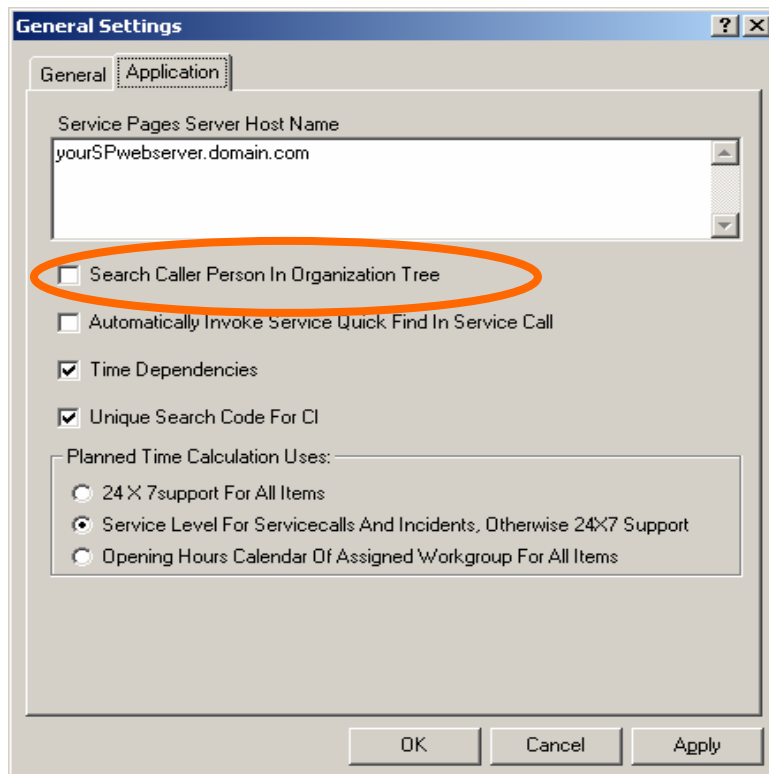 General Settings
General Application
Service Pages Server Host Name
yourSPwebserver.domain.com
Search Caller Person In Organization Tree
Automatically Invoke Service Quick Find In Service Call
Time Dependencies
Unique Search Code For CI
Planned Time Calculation Uses:
24 X 7support For All Items
Service Level For Servicecalls And Incidents, Otherwise 24X7 Support
Opening Hours Calendar Of Assigned Workgroup For All Items
OK Cancel Apply